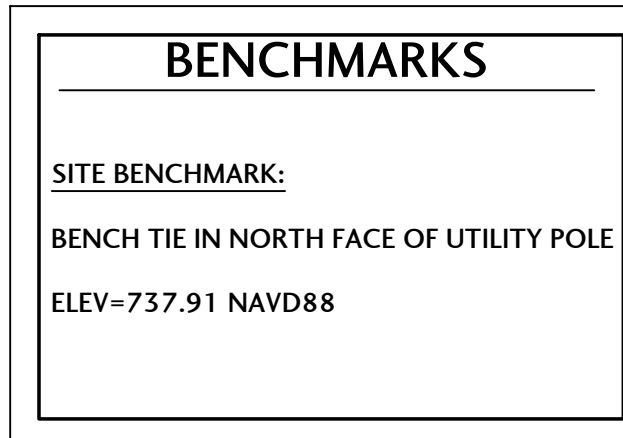 BENCHMARKS
SITE BENCHMARK:
BENCH TIE IN NORTH FACE OF UTILITY POLE
ELEV=737.91 NAVD88